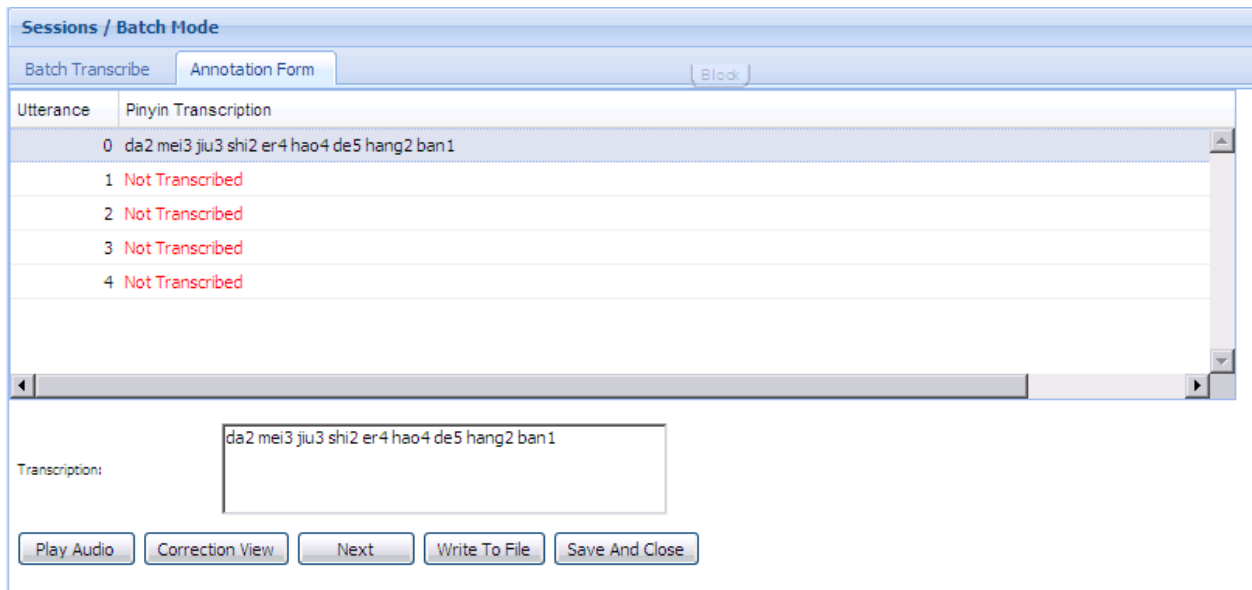 Sessions / Batch Mode
Batch Transcribe Annotation Form Block
Utterance Pinyin Transcription
0 da2 mei3 jiu3 shi2 er4 hao4 de5 hang2 ban1
1 Not Transcribed
2 Not Transcribed
3 Not Transcribed
4 Not Transcribed
da2 mei3 jiu3 shi2 er4 hao4 de5 hang2 ban1
Transcription:
Play Audio Correction View Next Write To File Save And Close